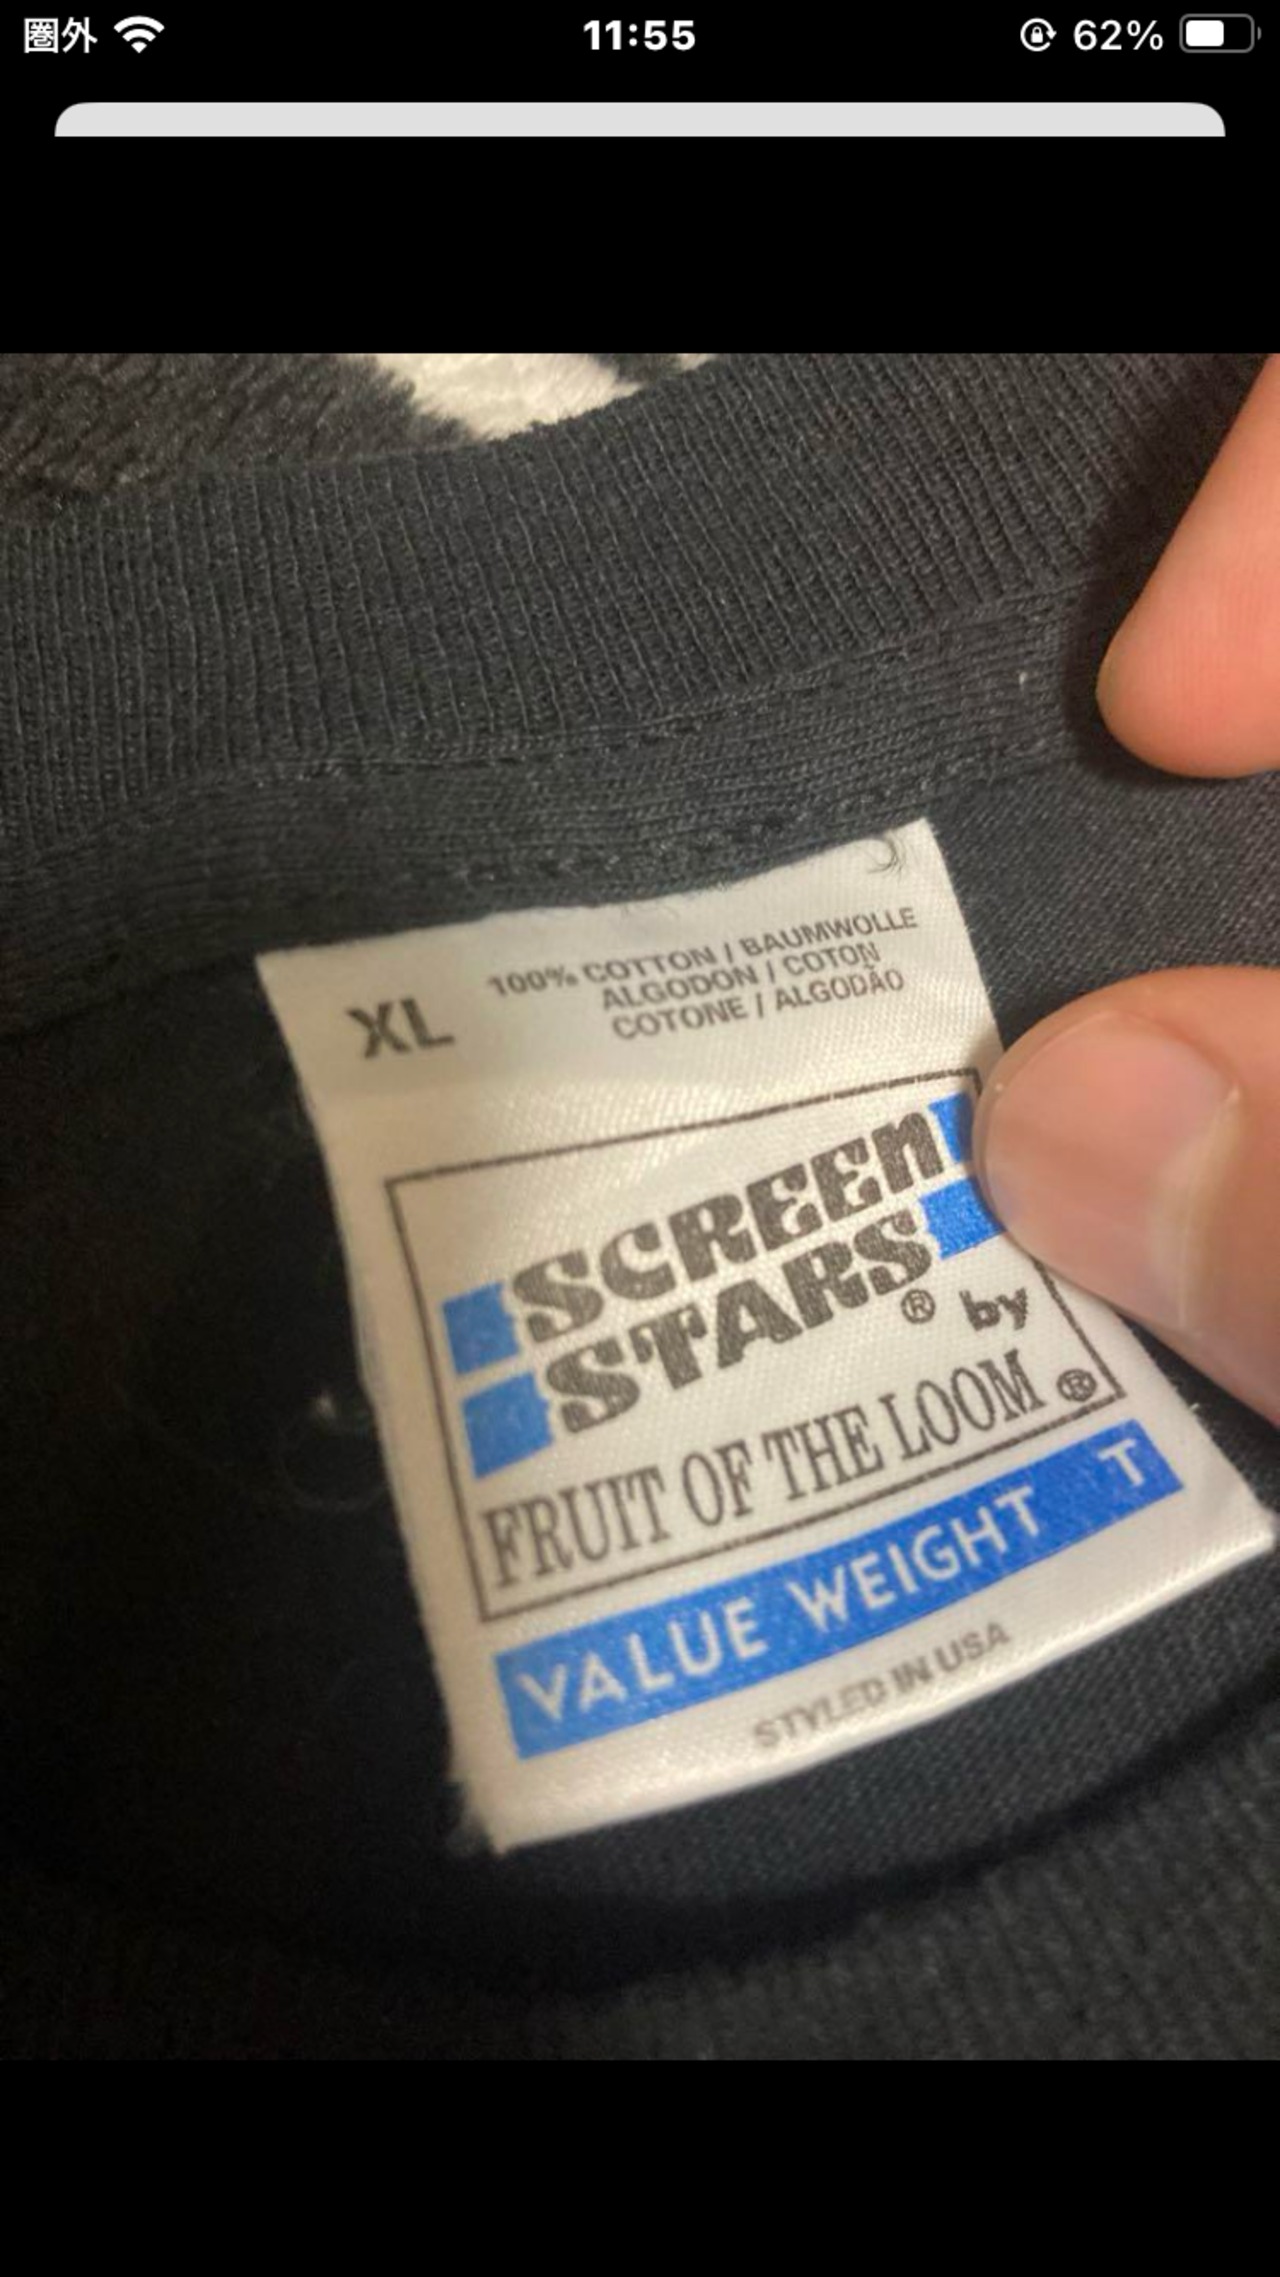 圏外 11:55 62%
XL
100% COTTON / BAUMWOLLE
ALGODON / COTON
COTONE / ALGODÃO
SCREEN
STARS® by
FRUIT OF THE LOOM®
VALUE WEIGHT T
STYLED IN USA